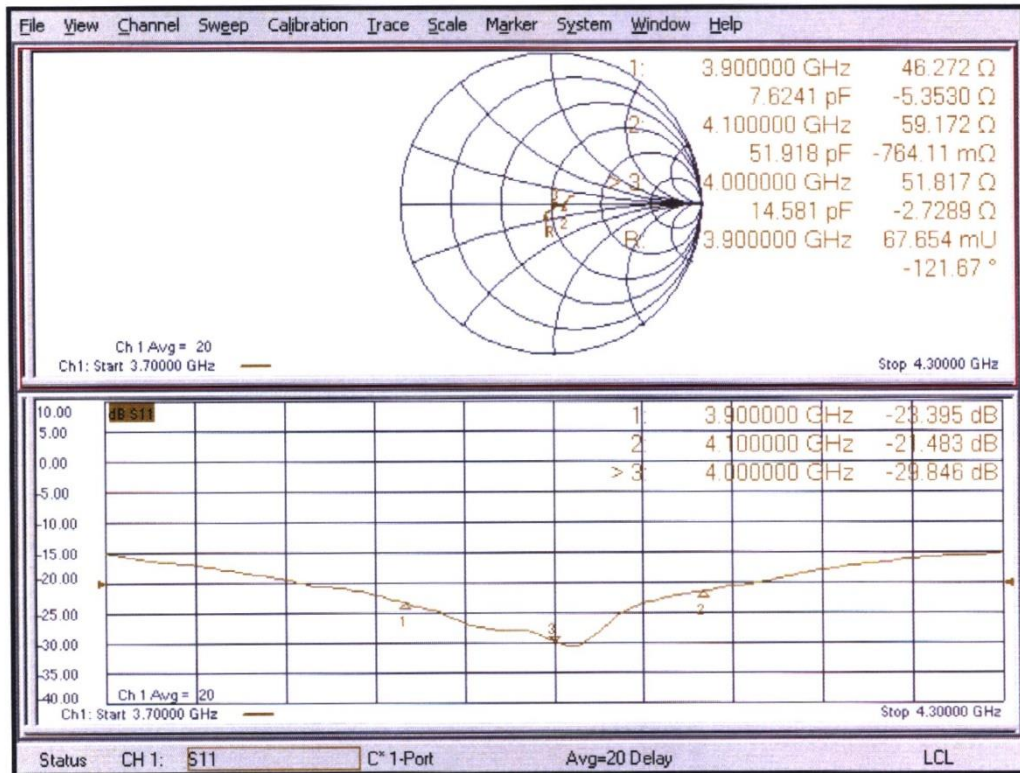 File View Channel Sweep Calibration Trace Scale Marker System Window Help
1: 3.900000 GHz 46.272 Ω
7.6241 pF -5.3530 Ω
2: 4.100000 GHz 59.172 Ω
51.918 pF -764.11 mΩ
> 3: 4.000000 GHz 51.817 Ω
14.581 pF -2.7289 Ω
R: 3.900000 GHz 67.654 mU
-121.67 °
3
R 2
Ch 1 Avg = 20
Ch1: Start 3.70000 GHz Stop 4.30000 GHz
10.00 dB S11 1: 3.900000 GHz -23.395 dB
5.00 2: 4.100000 GHz -21.483 dB
0.00 > 3: 4.000000 GHz -29.846 dB
-5.00
-10.00
-15.00
-20.00
-25.00 1 3 2
-30.00
-35.00
-40.00 Ch 1 Avg = 20
Ch1: Start 3.70000 GHz Stop 4.30000 GHz
Status CH 1: S11 C* 1-Port Avg=20 Delay LCL